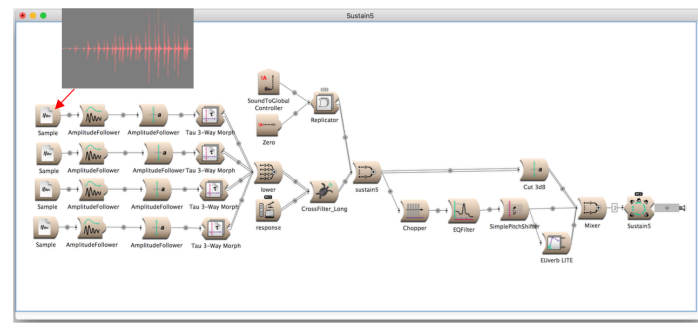 Sustain5
SoundToGlobal
Controller
Replicator
Zero
Sample
AmplitudeFollower
AmplitudeFollower
Tau 3-Way Morph
Sample
AmplitudeFollower
AmplitudeFollower
Tau 3-Way Morph
Sample
AmplitudeFollower
AmplitudeFollower
Tau 3-Way Morph
Sample
AmplitudeFollower
AmplitudeFollower
Tau 3-Way Morph
lower
response
CrossFilter_Long
sustain5
Cut 3dB
Chopper
EQFilter
SimplePitchShifter
EUverb LITE
Mixer
2
Sustain5